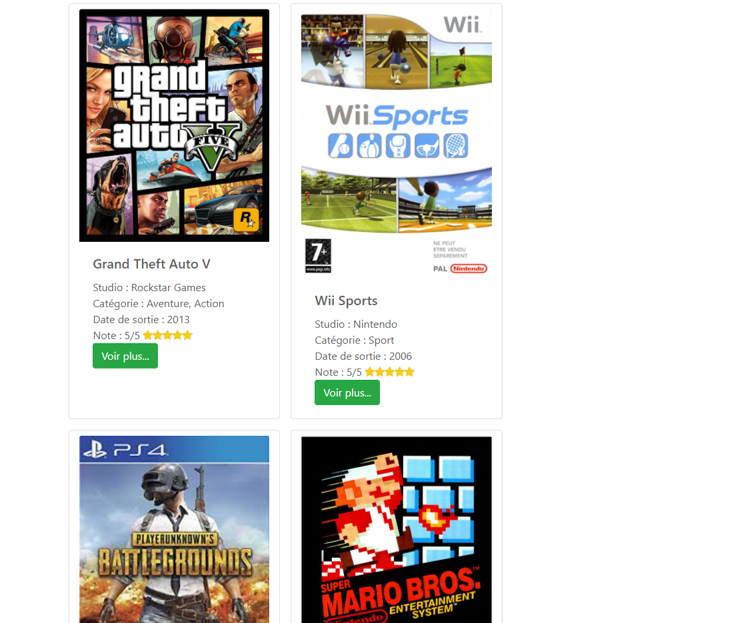 grand
theft
auto
FIVE
V
R
Grand Theft Auto V
Studio : Rockstar Games
Catégorie : Aventure, Action
Date de sortie : 2013
Note : 5/5
Voir plus...
Wii
Wii Sports
7+
www.pegi.info
NE PEUT
ETRE VENDU
SEPAREMENT
PAL Nintendo
Wii Sports
Studio : Nintendo
Catégorie : Sport
Date de sortie : 2006
Note : 5/5
Voir plus...
PS4
PLAYERUNKNOWN'S
BATTLEGROUNDS
SUPER
MARIO BROS.™
Nintendo ENTERTAINMENT
SYSTEM™